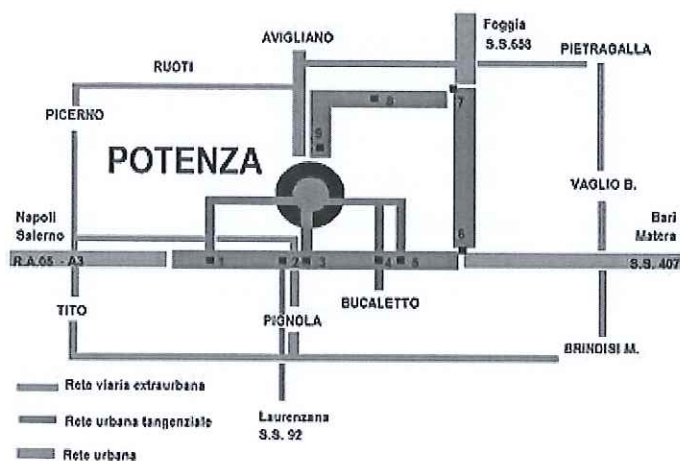 Foggia
S.S.658
AVIGLIANO
PIETRAGALLA
RUOTI
PICERNO
8
7
9
POTENZA
VAGLIO B.
Napoli
Salerno
Bari
Matera
6
R.A.05 - A3
1
2
3
4
5
S.S. 407
TITO
PIGNOLA
BUCALETTO
BRINDISI M.
Rete viaria extraurbana
Rete urbana tangenziale
Laurenzana
S.S. 92
Rete urbana